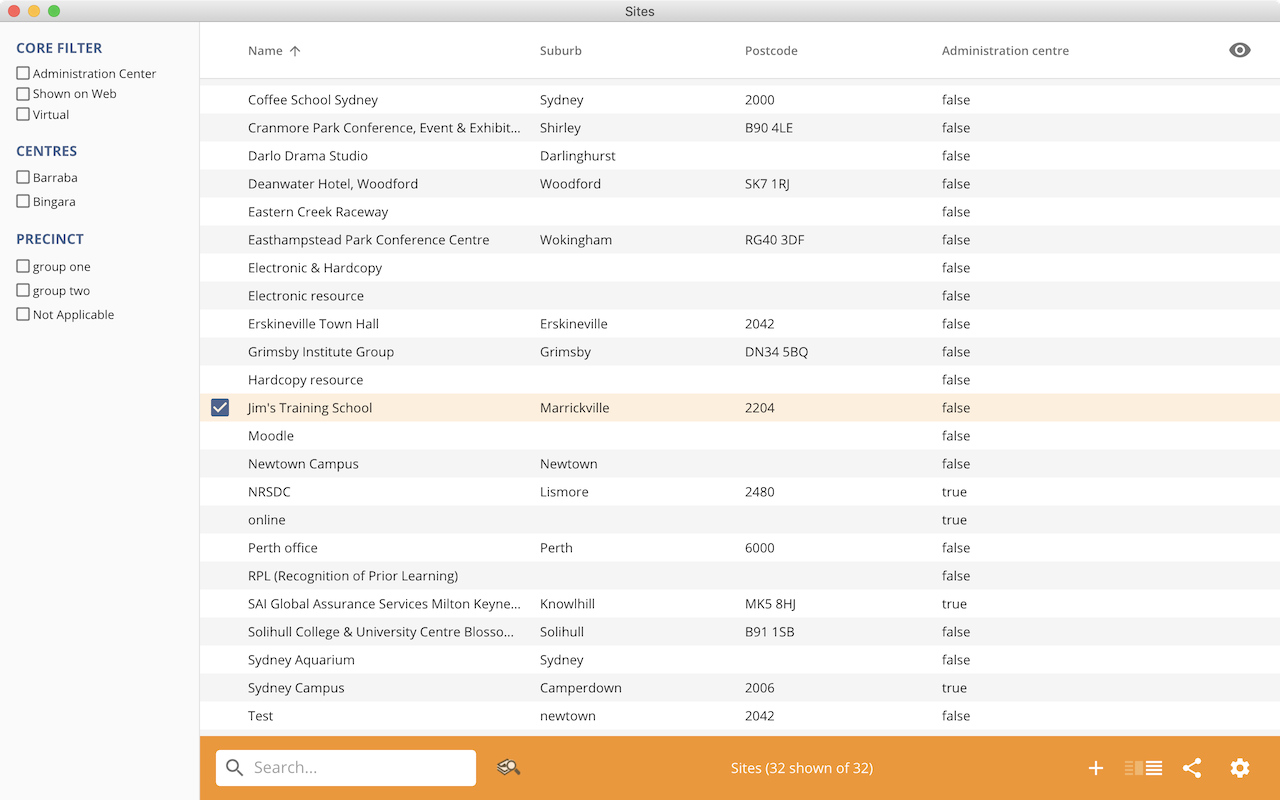 Sites
CORE FILTER
Administration Center
Shown on Web
Virtual
CENTRES
Barraba
Bingara
PRECINCT
group one
group two
Not Applicable
Name Suburb Postcode Administration centre
Coffee School Sydney Sydney 2000 false
Cranmore Park Conference, Event & Exhibit... Shirley B90 4LE false
Darlo Drama Studio Darlinghurst false
Deanwater Hotel, Woodford Woodford SK7 1RJ false
Eastern Creek Raceway false
Easthampstead Park Conference Centre Wokingham RG40 3DF false
Electronic & Hardcopy false
Electronic resource false
Erskineville Town Hall Erskineville 2042 false
Grimsby Institute Group Grimsby DN34 5BQ false
Hardcopy resource false
Jim's Training School Marrickville 2204 false
Moodle false
Newtown Campus Newtown false
NRSDC Lismore 2480 true
online true
Perth office Perth 6000 false
RPL (Recognition of Prior Learning) false
SAI Global Assurance Services Milton Keyne... Knowlhill MK5 8HJ true
Solihull College & University Centre Blosso... Solihull B91 1SB false
Sydney Aquarium Sydney false
Sydney Campus Camperdown 2006 true
Test newtown 2042 false
Search... Sites (32 shown of 32)